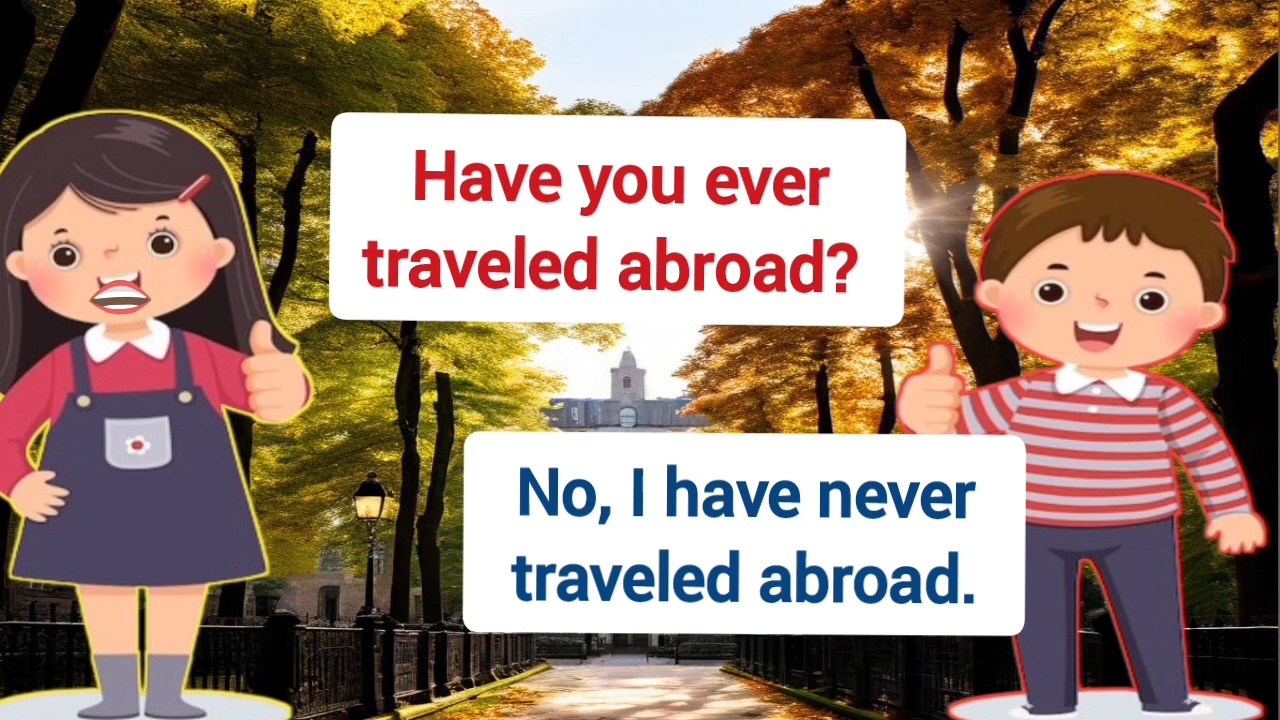 Have you ever
traveled abroad?
No, I have never
traveled abroad.